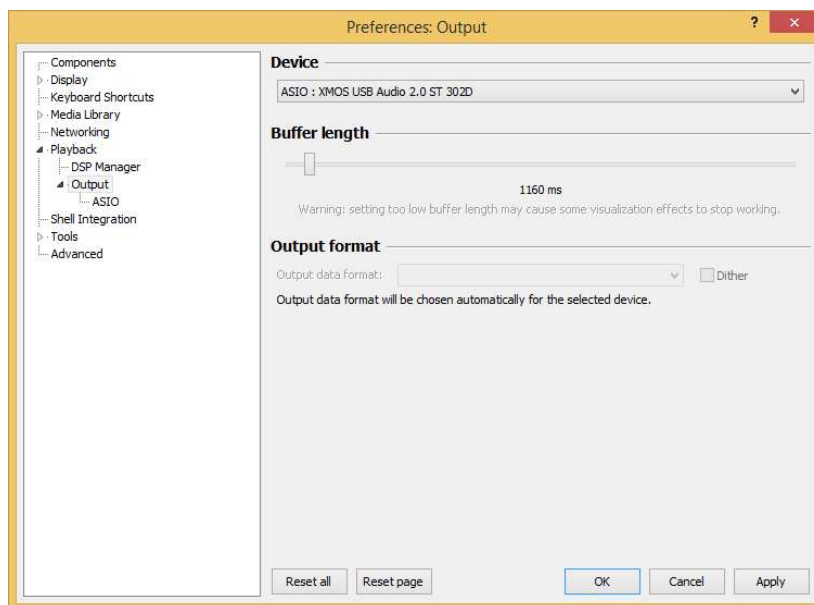 Preferences: Output
?
Components
Display
Keyboard Shortcuts
Media Library
Networking
Playback
DSP Manager
Output
ASIO
Shell Integration
Tools
Advanced
Device
ASIO : XMOS USB Audio 2.0 ST 302D
Buffer length
1160 ms
Warning: setting too low buffer length may cause some visualization effects to stop working.
Output format
Output data format:
Dither
Output data format will be chosen automatically for the selected device.
Reset all
Reset page
OK
Cancel
Apply